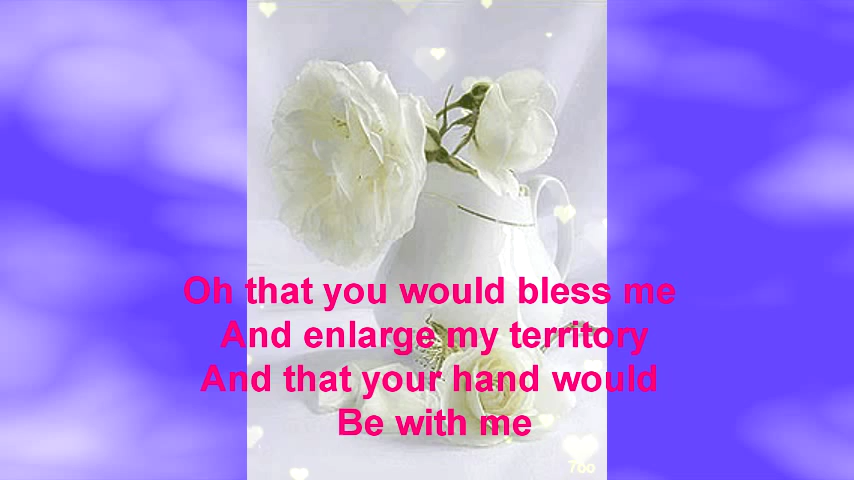 Oh that you would bless me
And enlarge my territory
And that your hand would
Be with me